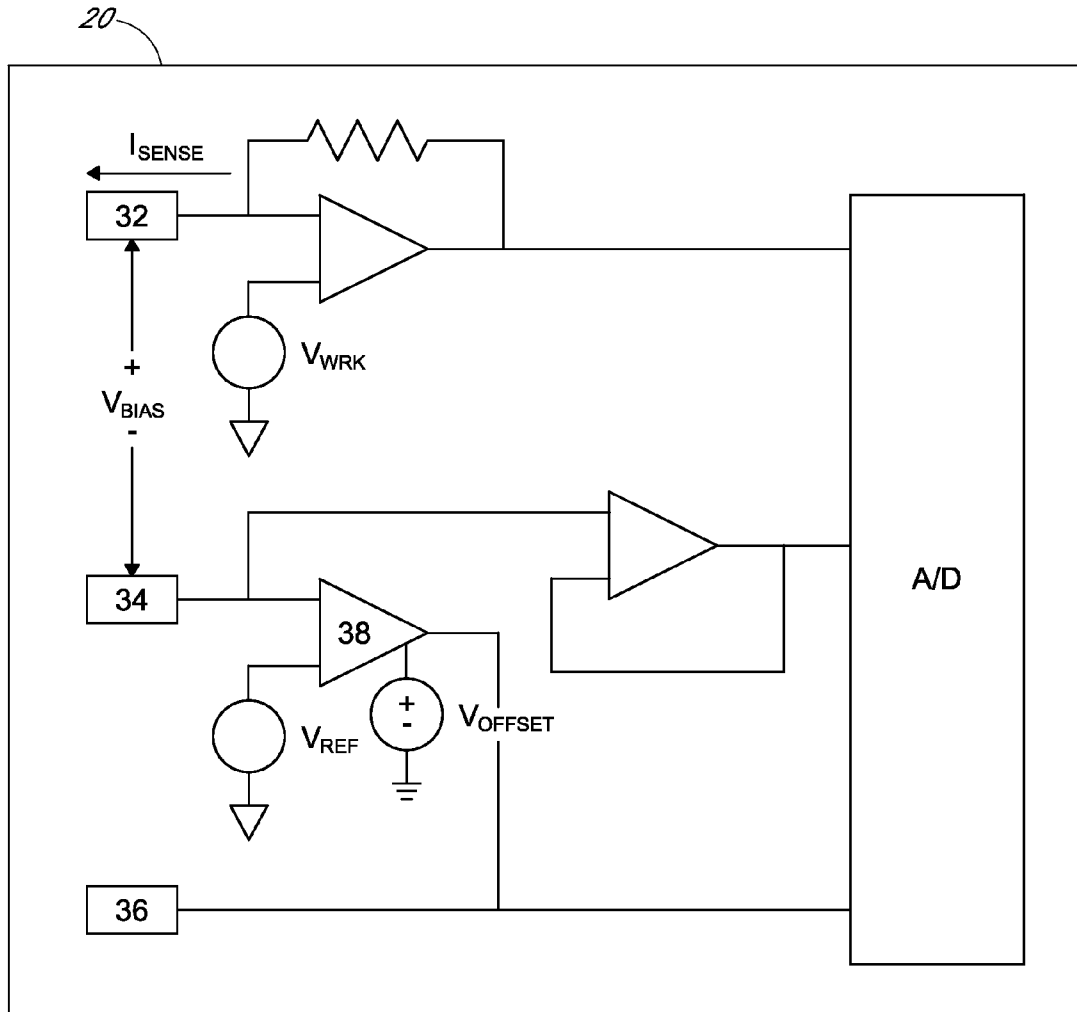 20
I_SENSE
32
V_WRK
+
V_BIAS
-
34
38
+
-
V_OFFSET
V_REF
A/D
36